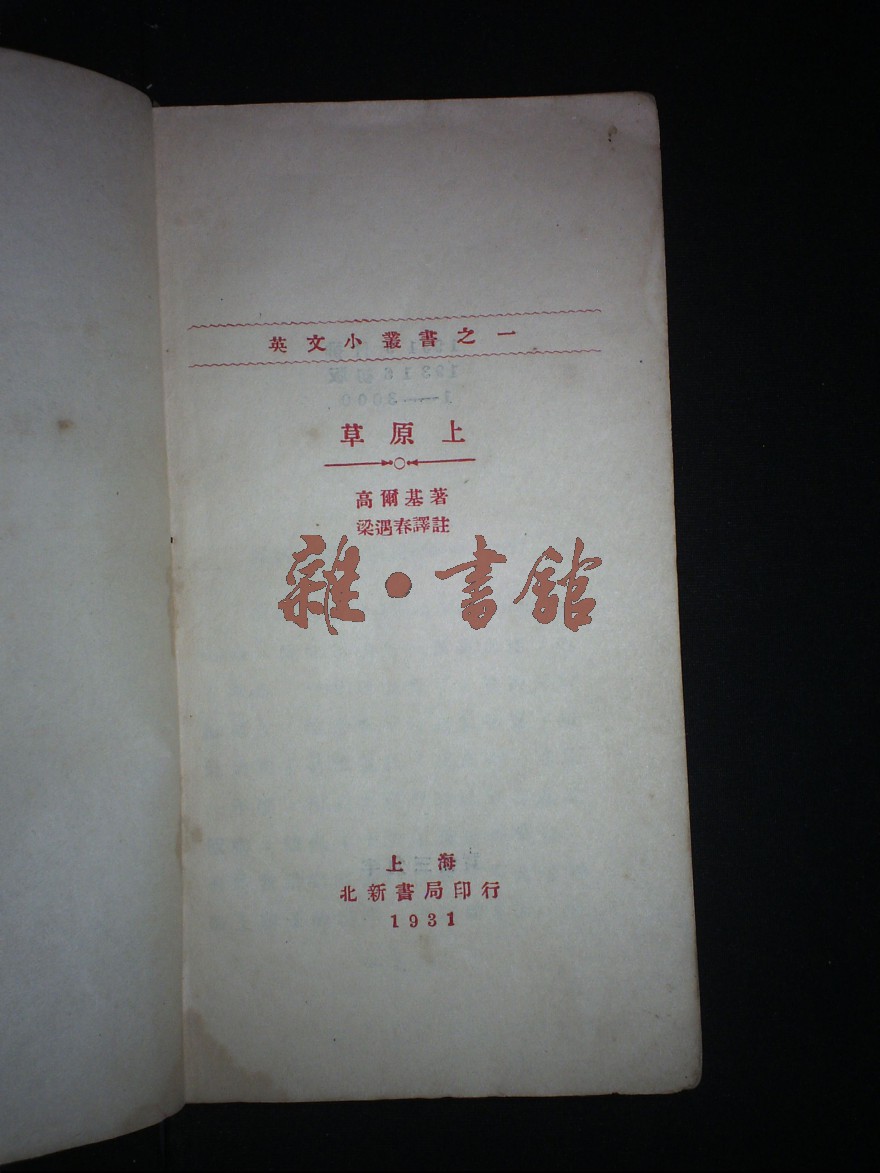 英文小叢書之一
草原上
高爾基著
梁遇春譯註
雜·書館
上海
北新書局印行
1931